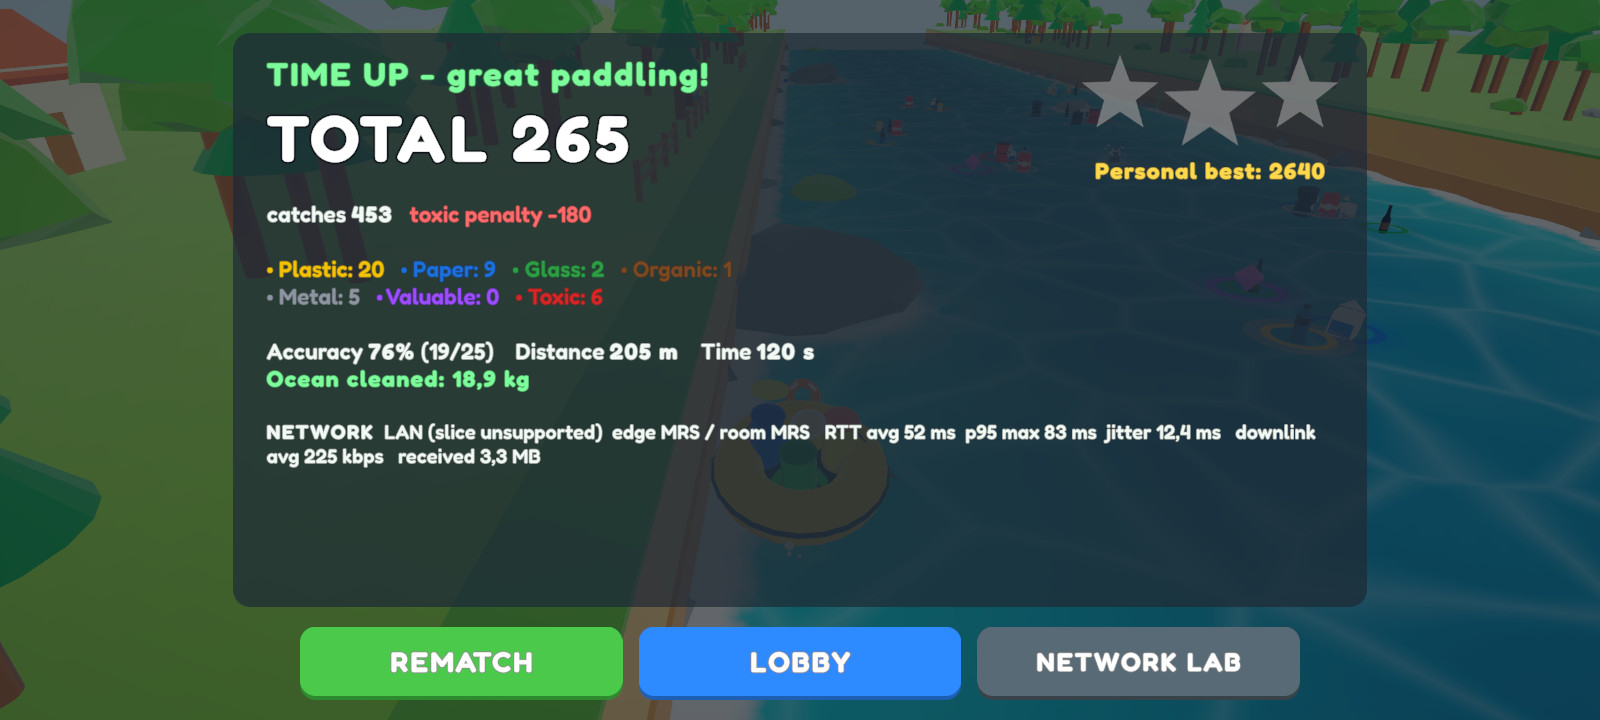 TIME UP - great paddling!
TOTAL 265
Personal best: 2640
catches 453 toxic penalty -180
• Plastic: 20 • Paper: 9 • Glass: 2 • Organic: 1
• Metal: 5 • Valuable: 0 • Toxic: 6
Accuracy 76% (19/25) Distance 205 m Time 120 s
Ocean cleaned: 18,9 kg
NETWORK LAN (slice unsupported) edge MRS / room MRS RTT avg 52 ms p95 max 83 ms jitter 12,4 ms downlink
avg 225 kbps received 3,3 MB
REMATCH
LOBBY
NETWORK LAB